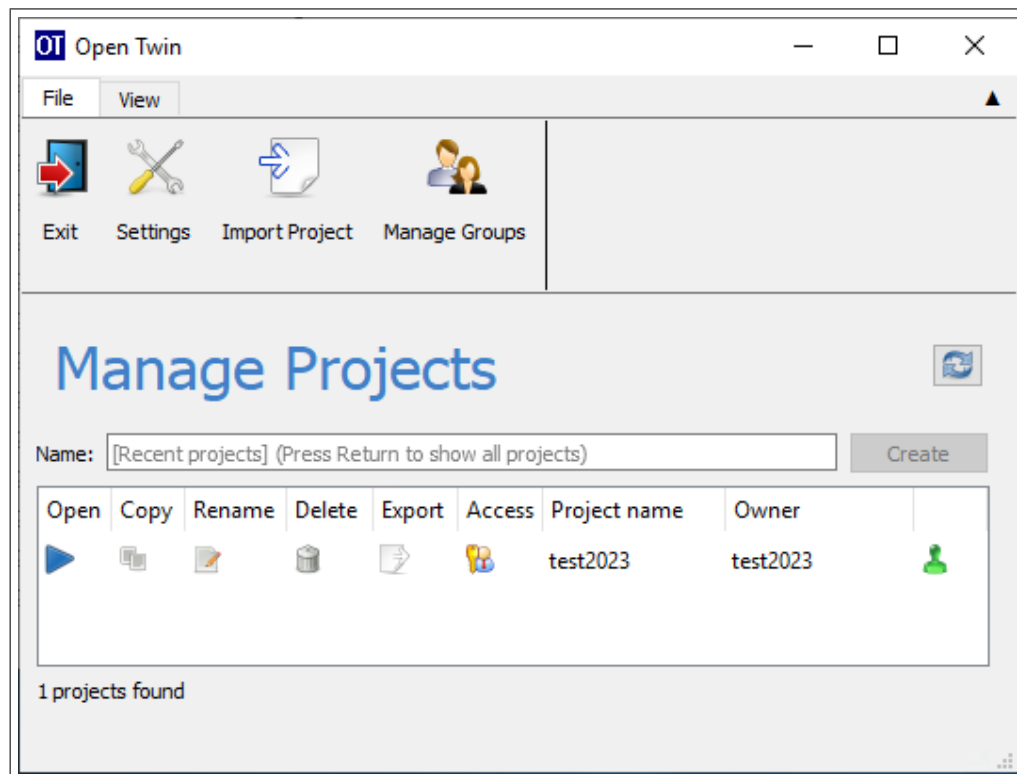 OT Open Twin
File View
Exit Settings Import Project Manage Groups
Manage Projects
Name: [Recent projects] (Press Return to show all projects) Create
Open Copy Rename Delete Export Access Project name Owner
test2023 test2023
1 projects found